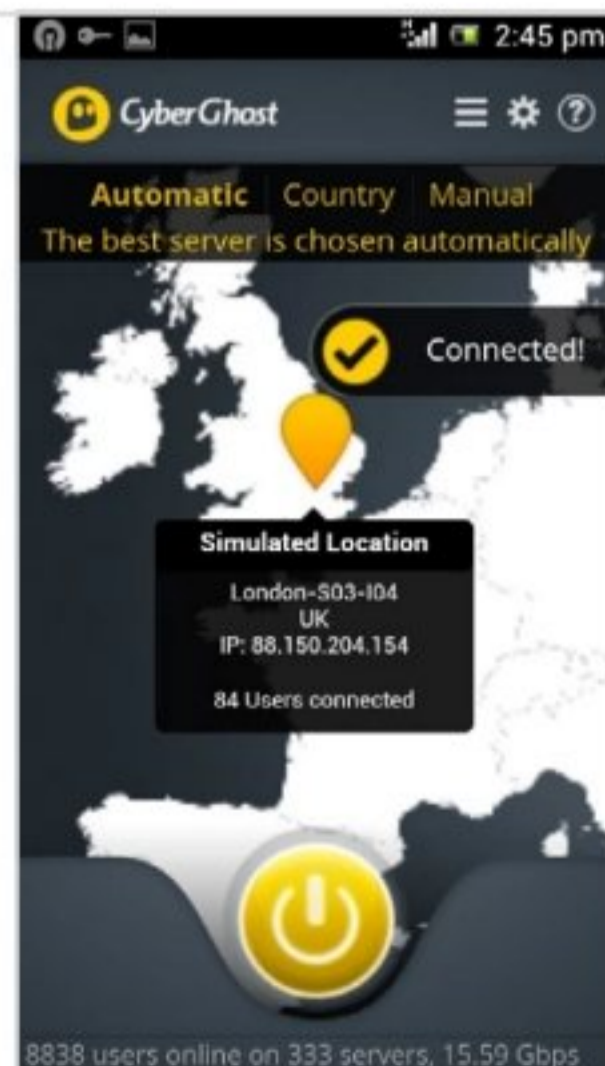 2:45 pm
CyberGhost
Automatic Country Manual
The best server is chosen automatically
Connected!
Simulated Location
London-S03-I04
UK
IP: 88.150.204.154
84 Users connected
8838 users online on 333 servers, 15.59 Gbps